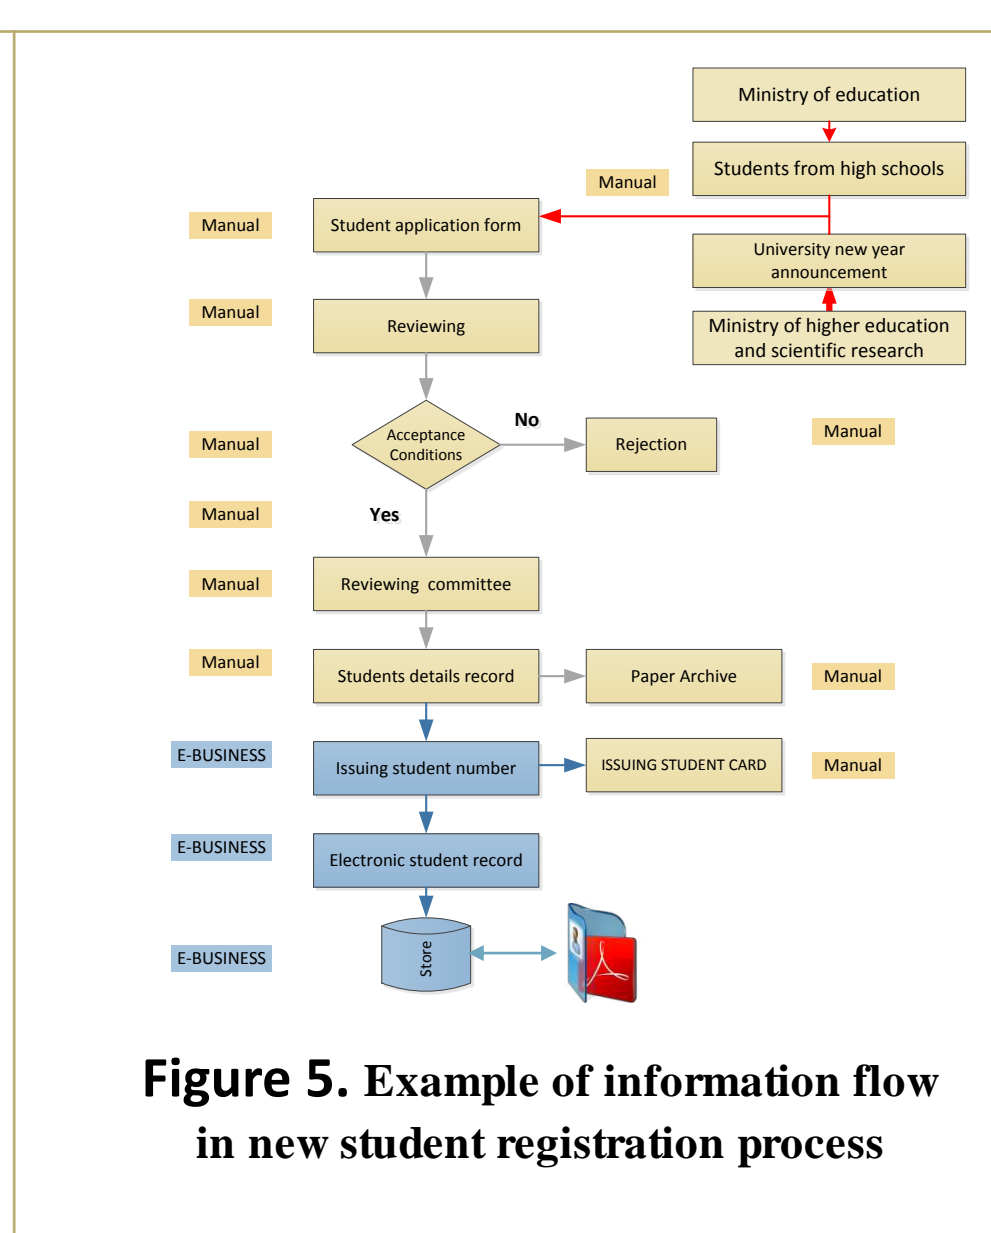 Ministry of education
Students from high schools
Manual
Manual
Student application form
University new year
announcement
Manual
Reviewing
Ministry of higher education
and scientific research
No
Manual
Acceptance
Conditions
Rejection
Manual
Manual
Yes
Manual
Reviewing committee
Manual
Students details record
Paper Archive
Manual
E-BUSINESS
Issuing student number
ISSUING STUDENT CARD
Manual
E-BUSINESS
Electronic student record
E-BUSINESS
Store
Figure 5. Example of information flow
in new student registration process